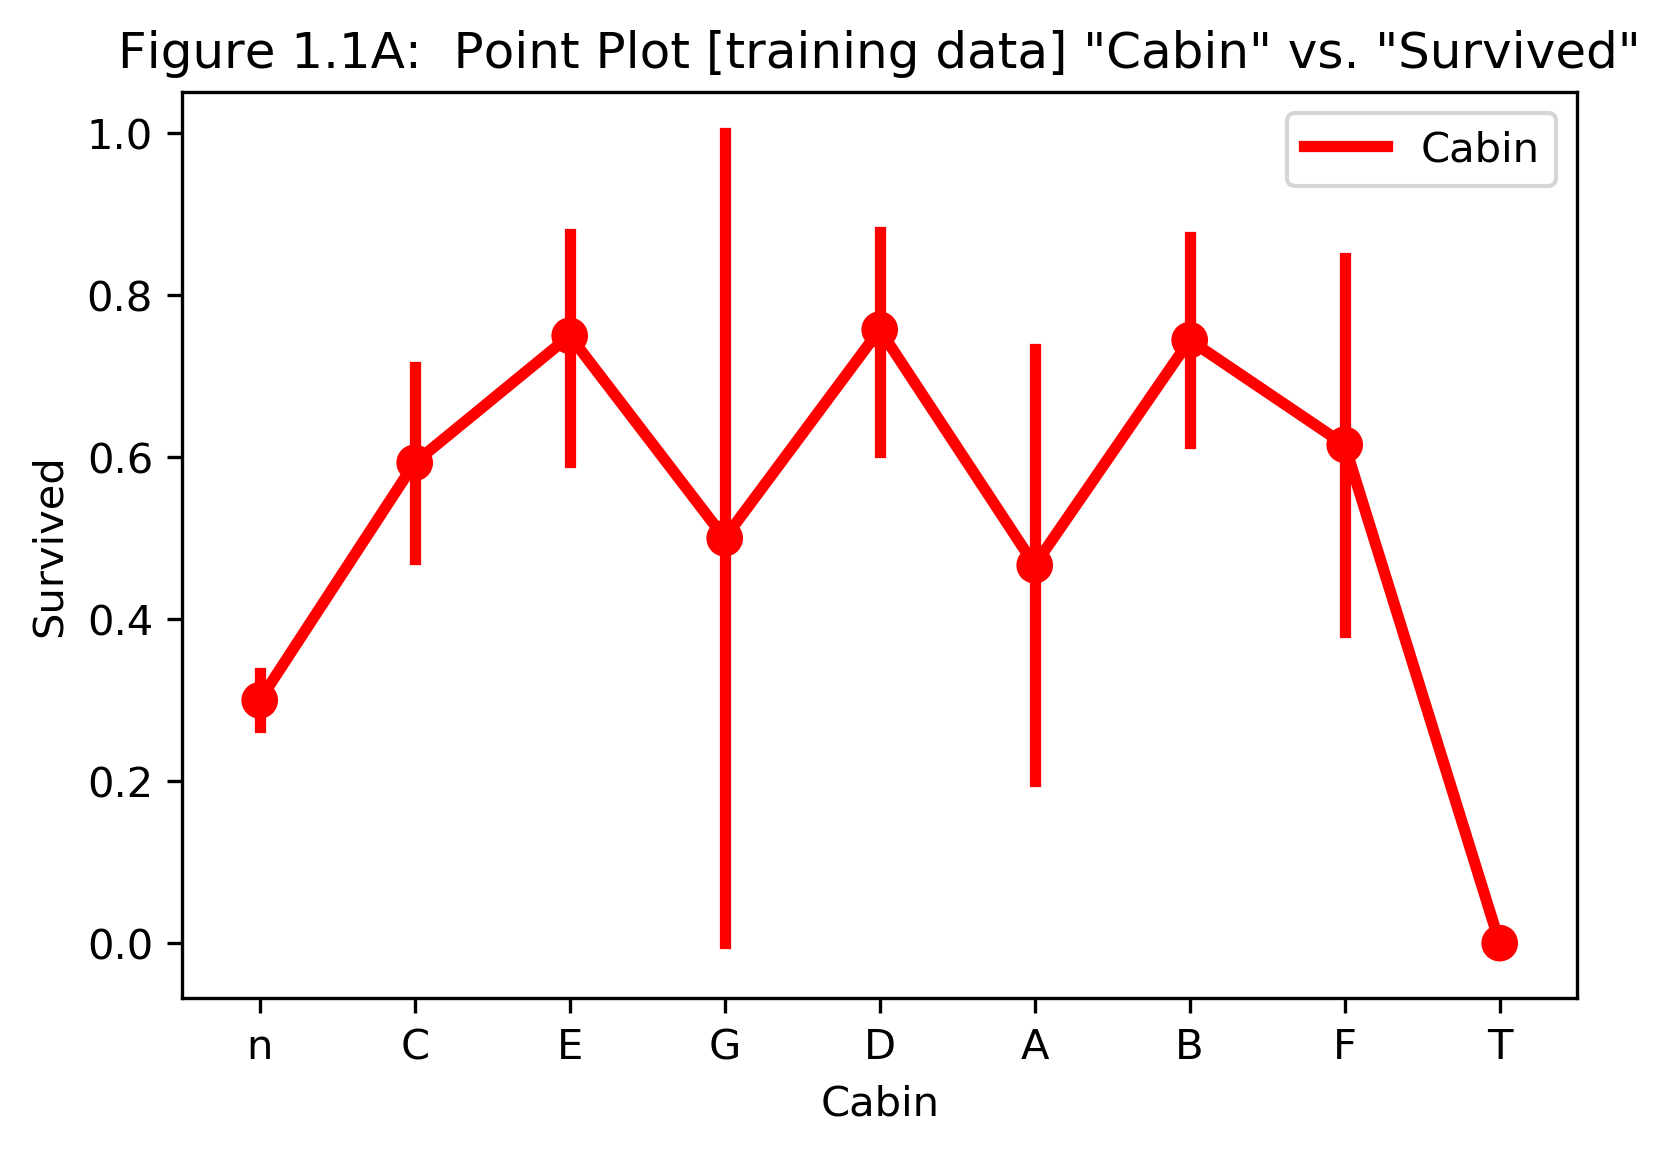 Figure 1.1A:  Point Plot [training data] "Cabin" vs. "Survived"
Cabin
1.0
0.8
0.6
0.4
0.2
0.0
Survived
n C E G D A B F T
Cabin